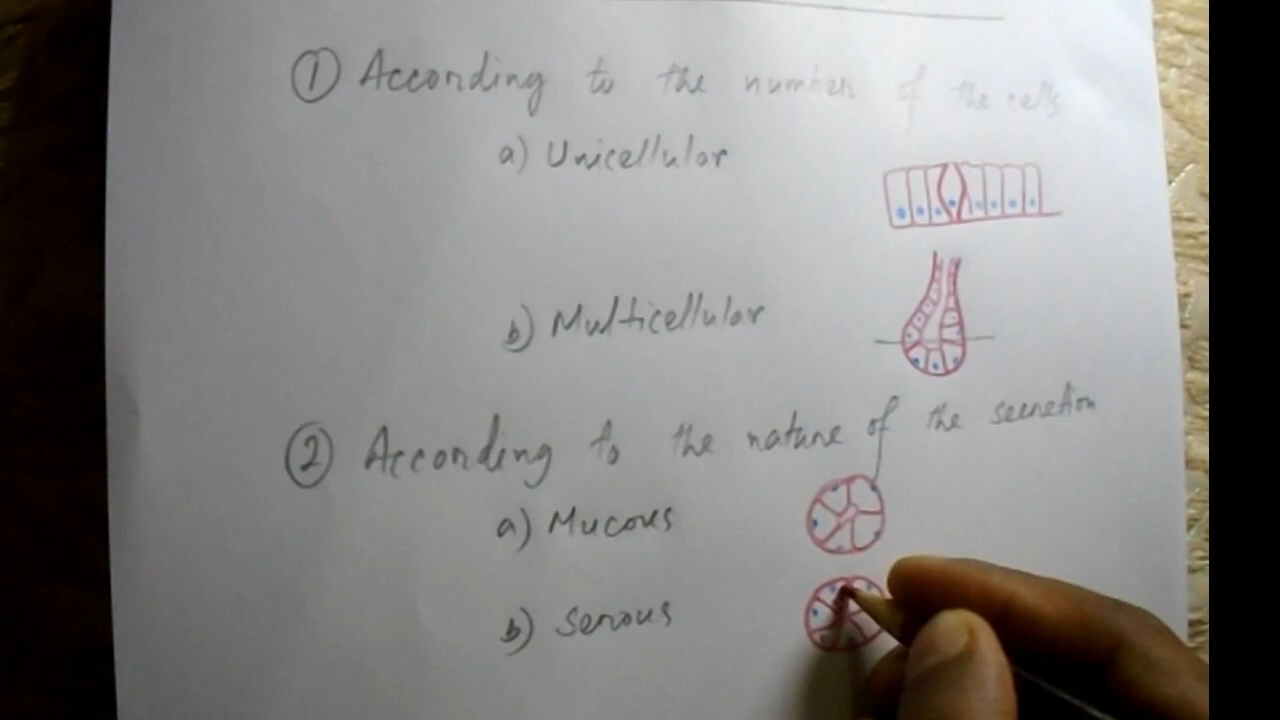 ① According to the number of the cells
a) Unicellular
b) Multicellular
② According to the nature of the secretion
a) Mucous
b) Serous